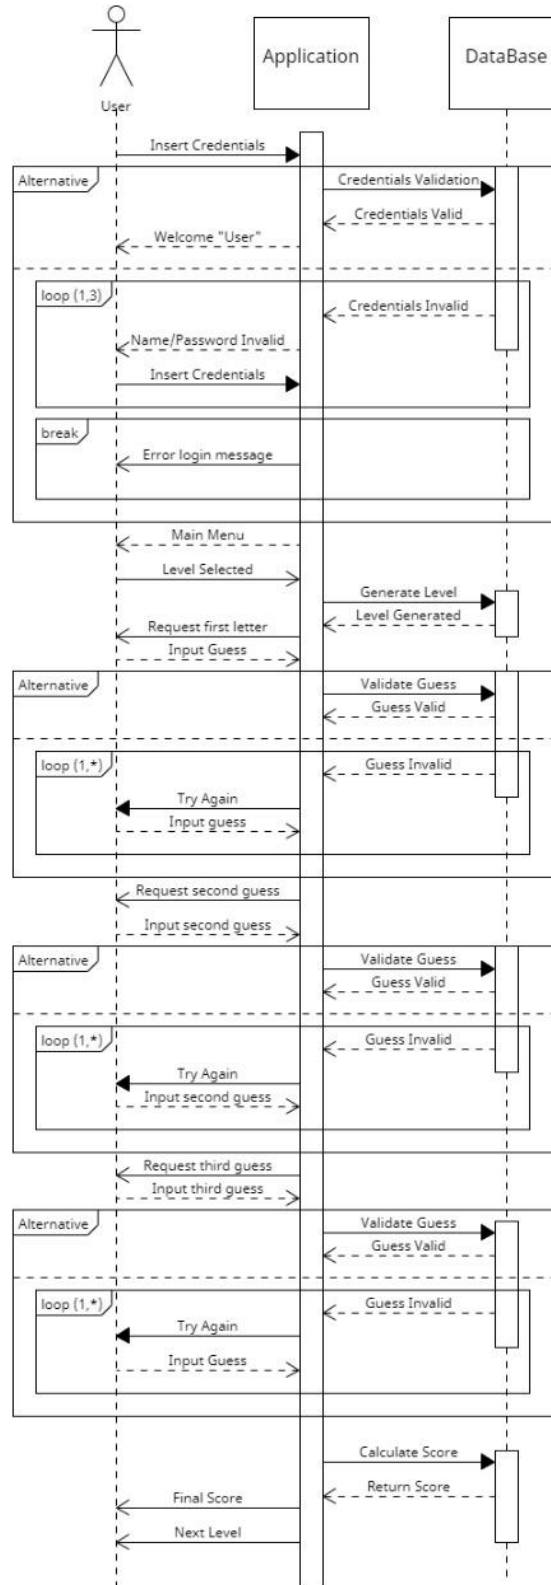 User
Application
DataBase
Insert Credentials
Alternative
Credentials Validation
Credentials Valid
Welcome "User"
loop (1,3)
Credentials Invalid
Name/Password Invalid
Insert Credentials
break
Error login message
Main Menu
Level Selected
Generate Level
Level Generated
Request first letter
Input Guess
Alternative
Validate Guess
Guess Valid
loop (1,*)
Guess Invalid
Try Again
Input guess
Request second guess
Input second guess
Alternative
Validate Guess
Guess Valid
loop (1,*)
Guess Invalid
Try Again
Input second guess
Request third guess
Input third guess
Alternative
Validate Guess
Guess Valid
loop (1,*)
Guess Invalid
Try Again
Input Guess
Calculate Score
Return Score
Final Score
Next Level